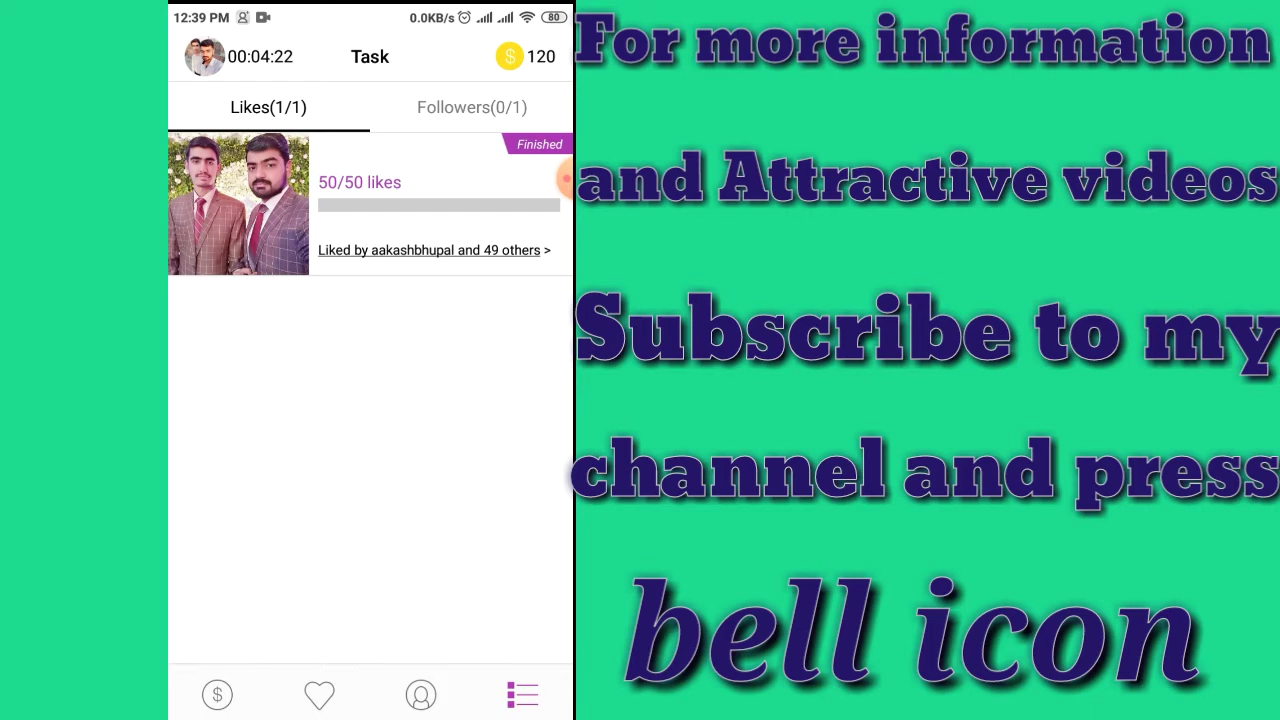 12:39 PM 0.0KB/s 80
00:04:22 Task $ 120
Likes(1/1) Followers(0/1)
Finished
50/50 likes
Liked by aakashbhupal and 49 others >
$
For more information
and Attractive videos
Subscribe to my
channel and press
bell icon